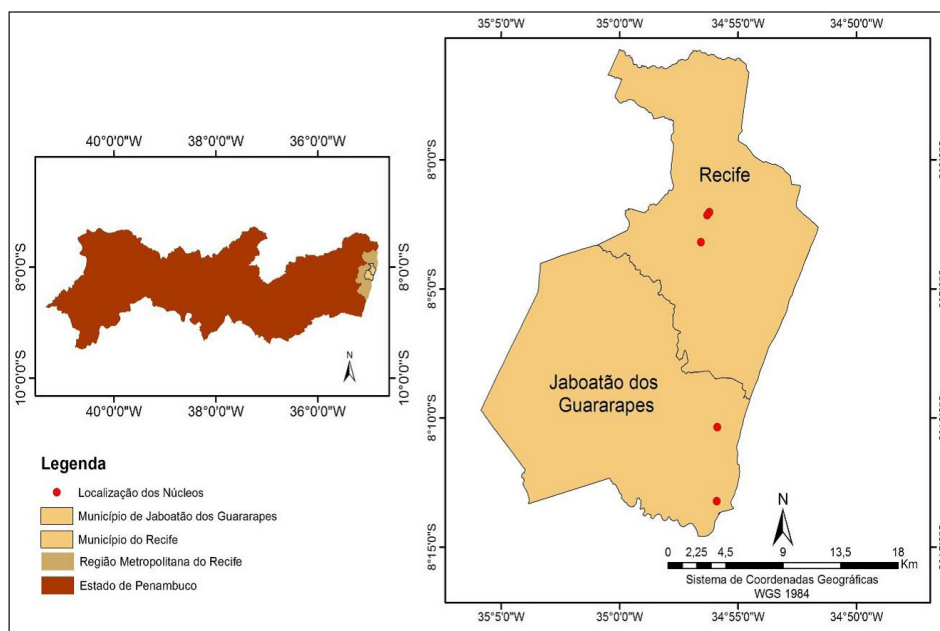 40°0'0"W 38°0'0"W 36°0'0"W
8°0'0"S
10°0'0"S
8°0'0"S
10°0'0"S
N
40°0'0"W 38°0'0"W 36°0'0"W
Legenda
Localização dos Núcleos
Município de Jaboatão dos Guararapes
Município do Recife
Região Metropolitana do Recife
Estado de Penambuco
35°5'0"W 35°0'0"W 34°55'0"W 34°50'0"W
8°0'0"S
8°5'0"S
8°10'0"S
8°15'0"S
Recife
Jaboatão dos
Guararapes
N
0 2,25 4,5 9 13,5 18
Km
Sistema de Coordenadas Geográficas
WGS 1984
35°5'0"W 35°0'0"W 34°55'0"W 34°50'0"W